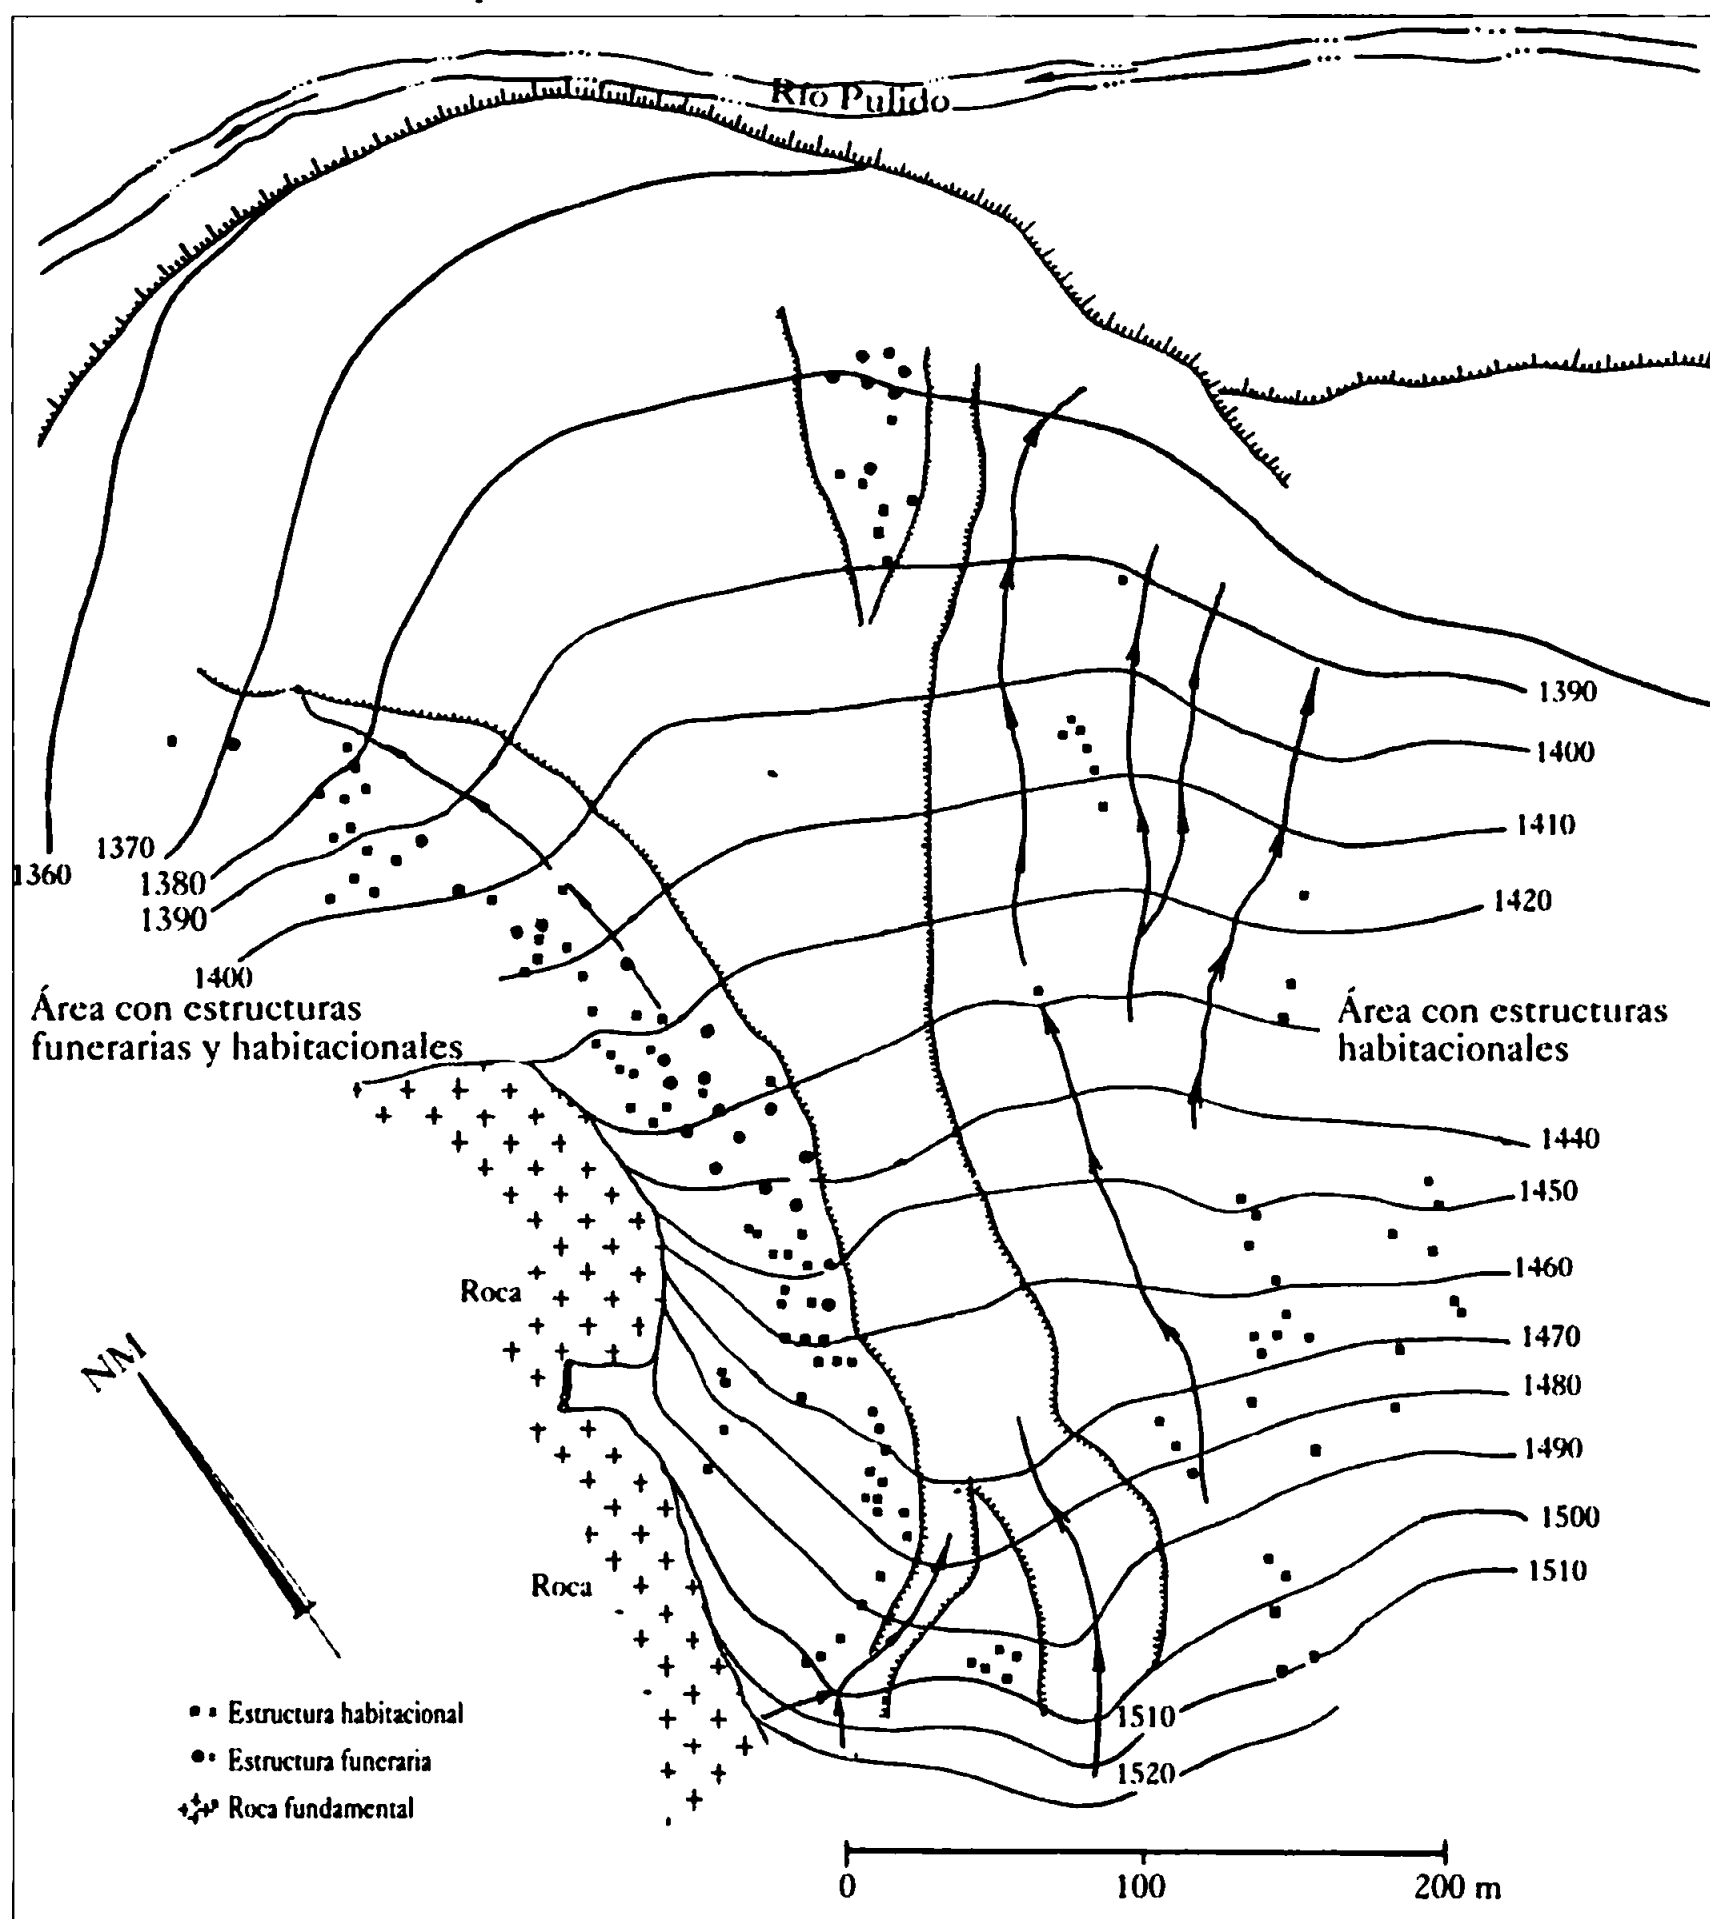 Río Pulido
1390
1400
1410
1420
1360
1370
1380
1390
1400
Área con estructuras
funerarias y habitacionales
Área con estructuras
habitacionales
1440
1450
1460
1470
1480
1490
1500
1510
Roca
NM
Roca
1510
1520
Estructura habitacional
Estructura funeraria
Roca fundamental
0 100 200 m